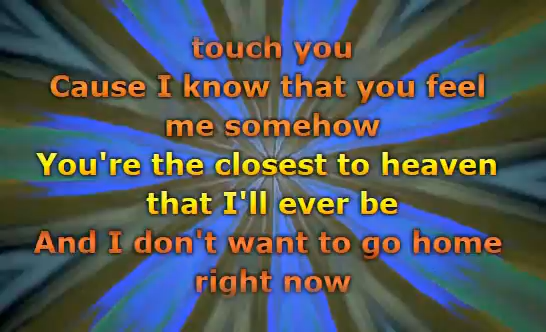 touch you
Cause I know that you feel
me somehow
You're the closest to heaven
that I'll ever be
And I don't want to go home
right now